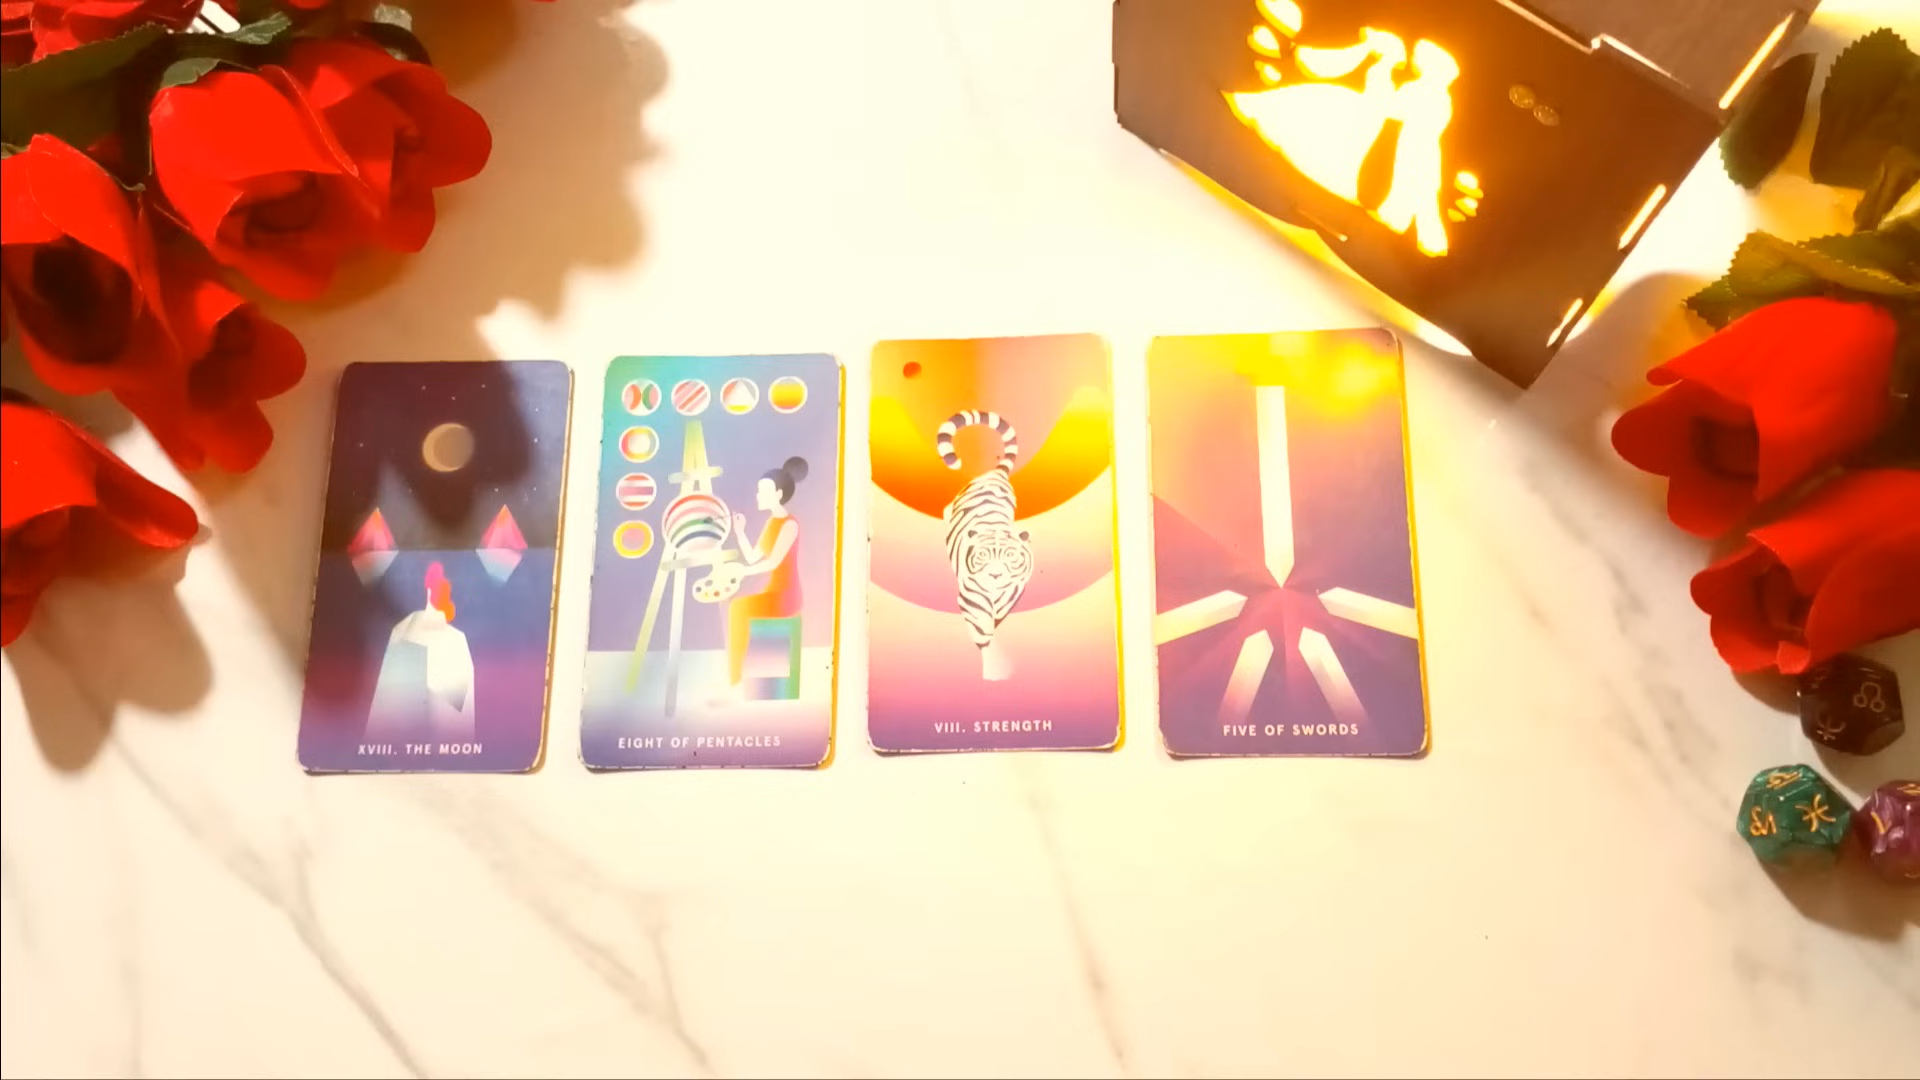 XVIII. THE MOON
EIGHT OF PENTACLES
VIII. STRENGTH
FIVE OF SWORDS